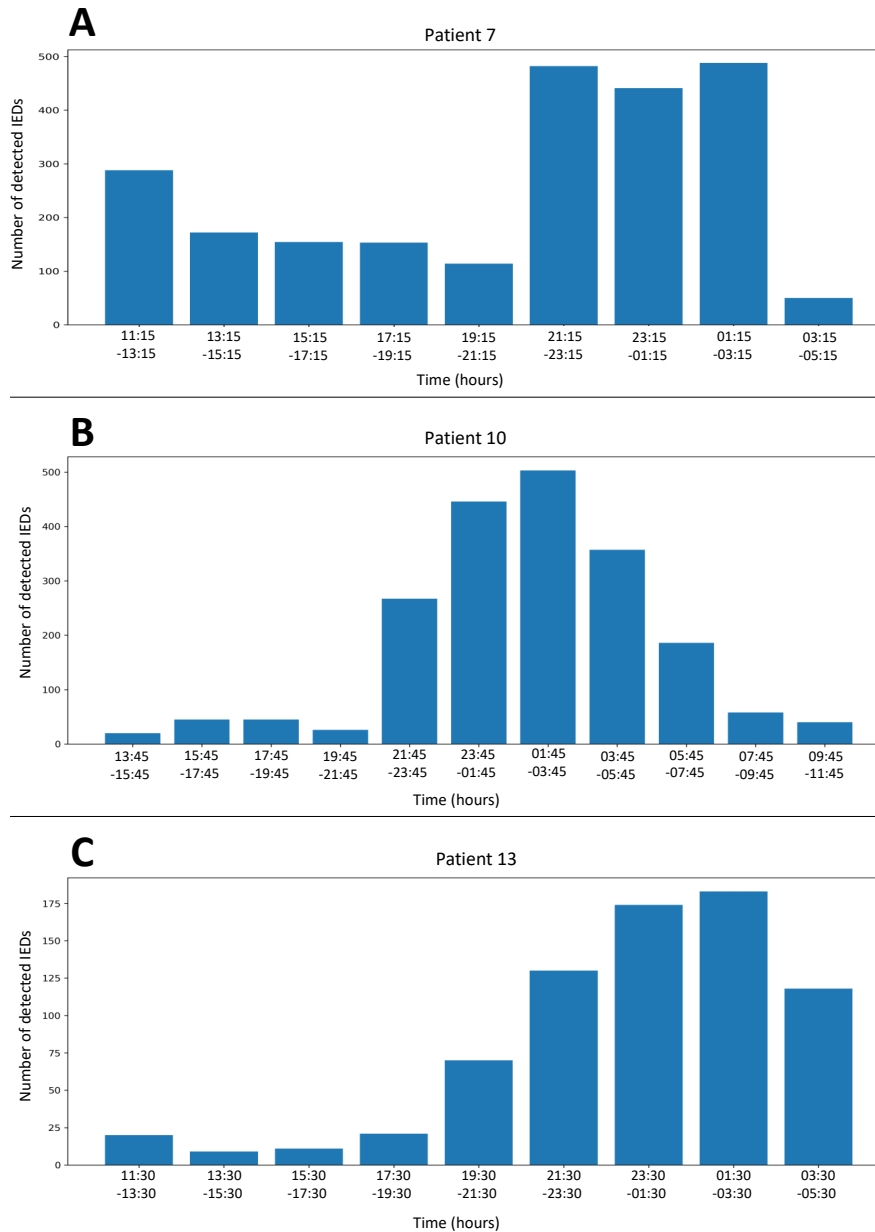 A
Patient 7
Number of detected IEDs
500
400
300
200
100
0
11:15 13:15 15:15 17:15 19:15 21:15 23:15 01:15 03:15
-13:15 -15:15 -17:15 -19:15 -21:15 -23:15 -01:15 -03:15 -05:15
Time (hours)
B
Patient 10
Number of detected IEDs
500
400
300
200
100
0
13:45 15:45 17:45 19:45 21:45 23:45 01:45 03:45 05:45 07:45 09:45
-15:45 -17:45 -19:45 -21:45 -23:45 -01:45 -03:45 -05:45 -07:45 -09:45 -11:45
Time (hours)
C
Patient 13
Number of detected IEDs
175
150
125
100
75
50
25
0
11:30 13:30 15:30 17:30 19:30 21:30 23:30 01:30 03:30
-13:30 -15:30 -17:30 -19:30 -21:30 -23:30 -01:30 -03:30 -05:30
Time (hours)